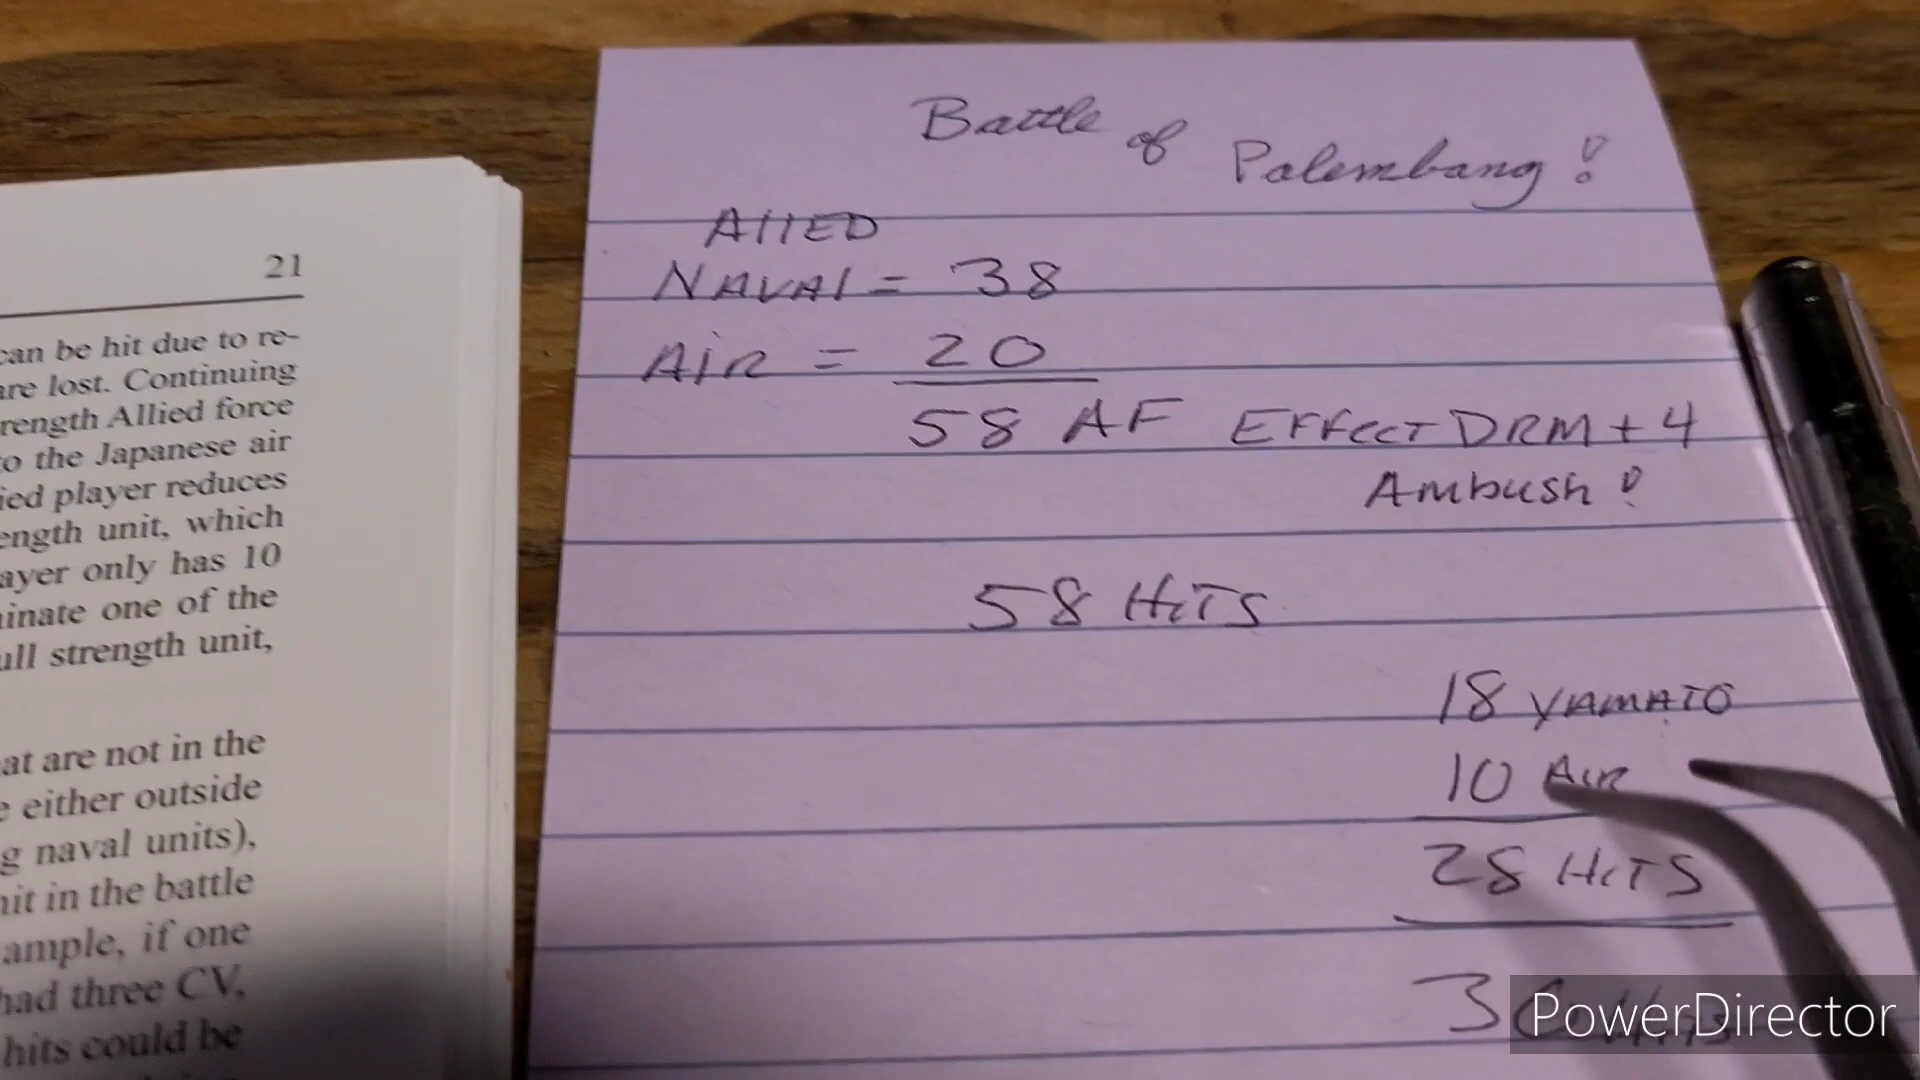 21
can be hit due to re-
are lost. Continuing
rength Allied force
to the Japanese air
ied player reduces
ength unit, which
ayer only has 10
inate one of the
ull strength unit,
at are not in the
e either outside
g naval units),
nit in the battle
ample, if one
had three CV,
hits could be
Battle of Palembang!
AllED
NAVAl = 38
Air = 20
58 AF EFFECT DRM + 4
Ambush!
58 HiTS
18 YAMATO
10 Air
28 HiTS
PowerDirector